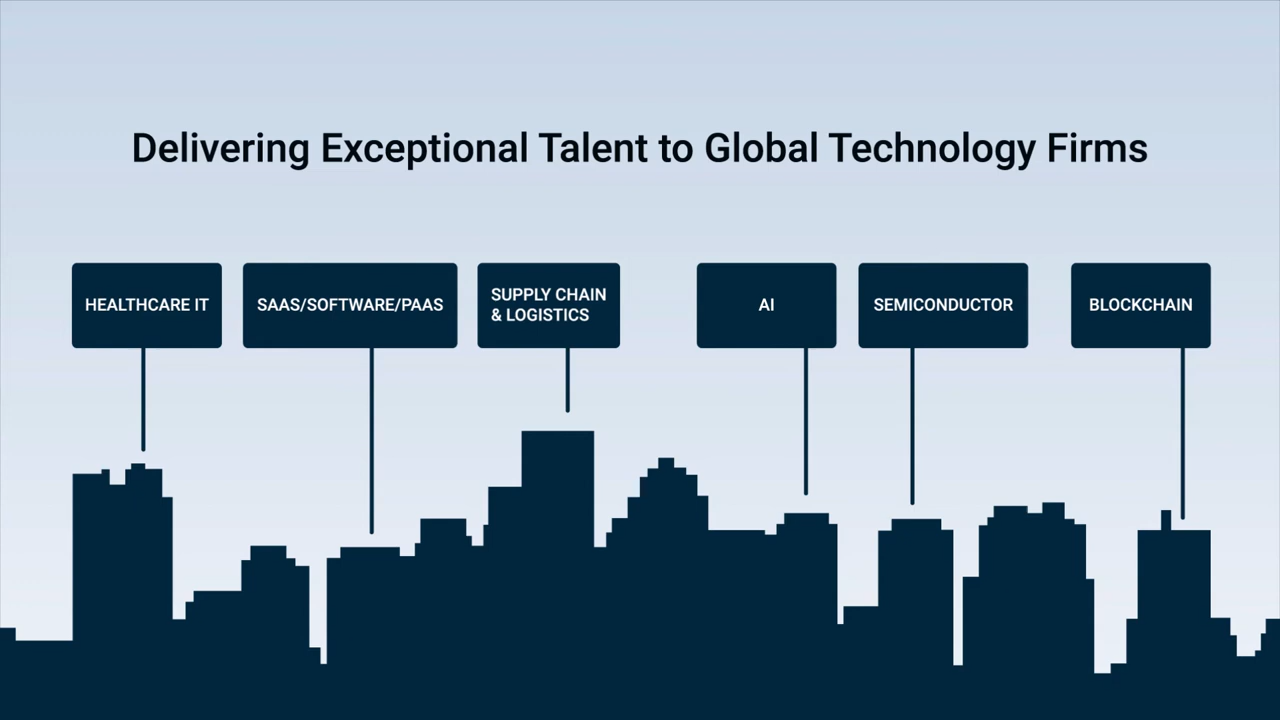 Delivering Exceptional Talent to Global Technology Firms
HEALTHCARE IT
SAAS/SOFTWARE/PAAS
SUPPLY CHAIN
& LOGISTICS
AI
SEMICONDUCTOR
BLOCKCHAIN